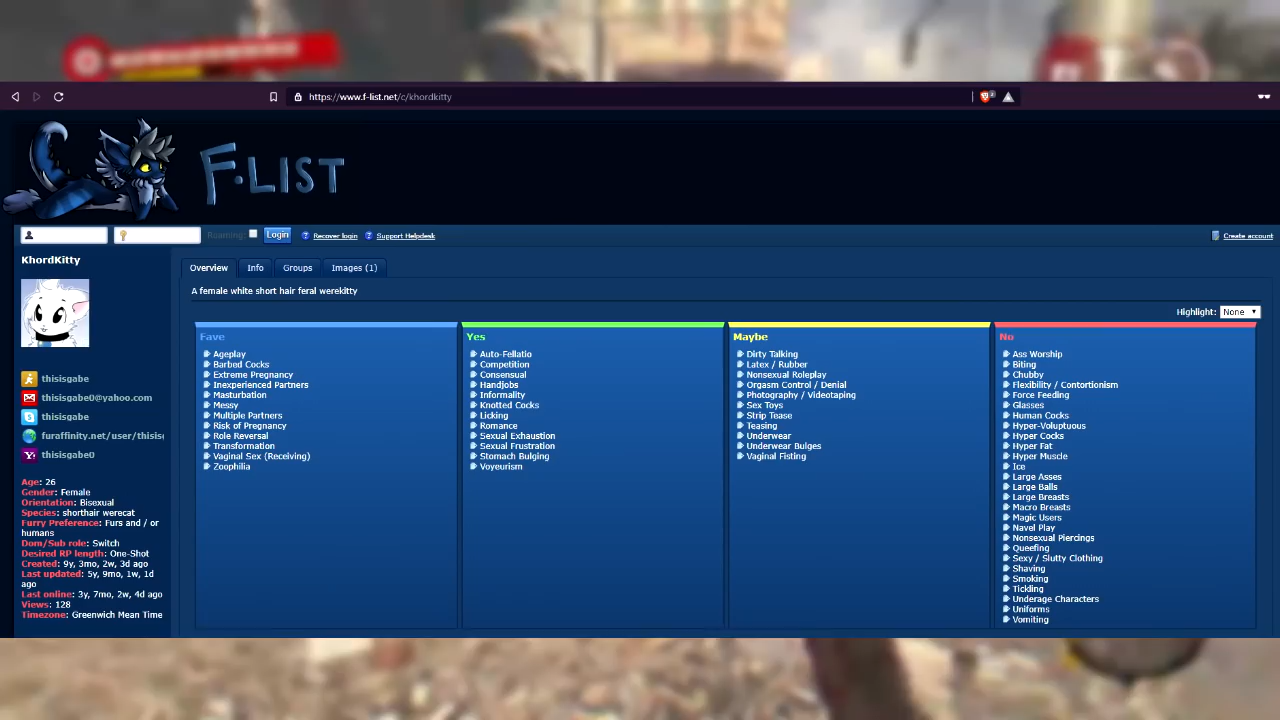 https://www.f-list.net/c/khordkitty
F-LIST
Roaming: Login Recover login Support Helpdesk Create account
KhordKitty
thisisgabe
thisisgabe0@yahoo.com
thisisgabe
furaffinity.net/user/thisis
thisisgabe0
Age: 26
Gender: Female
Orientation: Bisexual
Species: shorthair werecat
Furry Preference: Furs and / or
humans
Dom/Sub role: Switch
Desired RP length: One-Shot
Created: 9y, 3mo, 2w, 3d ago
Last updated: 5y, 9mo, 1w, 1d
ago
Last online: 3y, 7mo, 2w, 4d ago
Views: 128
Timezone: Greenwich Mean Time
Overview Info Groups Images (1)
A female white short hair feral werekitty
Highlight: None
Fave
Ageplay
Barbed Cocks
Extreme Pregnancy
Inexperienced Partners
Masturbation
Messy
Multiple Partners
Risk of Pregnancy
Role Reversal
Transformation
Vaginal Sex (Receiving)
Zoophilia
Yes
Auto-Fellatio
Competition
Consensual
Handjobs
Informality
Knotted Cocks
Licking
Romance
Sexual Exhaustion
Sexual Frustration
Stomach Bulging
Voyeurism
Maybe
Dirty Talking
Latex / Rubber
Nonsexual Roleplay
Orgasm Control / Denial
Photography / Videotaping
Sex Toys
Strip Tease
Teasing
Underwear
Underwear Bulges
Vaginal Fisting
No
Ass Worship
Biting
Chubby
Flexibility / Contortionism
Force Feeding
Glasses
Human Cocks
Hyper-Voluptuous
Hyper Cocks
Hyper Fat
Hyper Muscle
Ice
Large Asses
Large Balls
Large Breasts
Macro Breasts
Magic Users
Navel Play
Nonsexual Piercings
Queefing
Sexy / Slutty Clothing
Shaving
Smoking
Tickling
Underage Characters
Uniforms
Vomiting